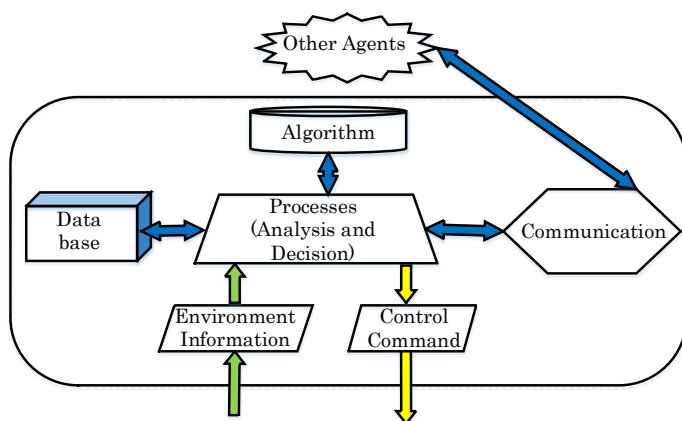 Other Agents
Algorithm
Processes
(Analysis and
Decision)
Data
base
Communication
Environment
Information
Control
Command